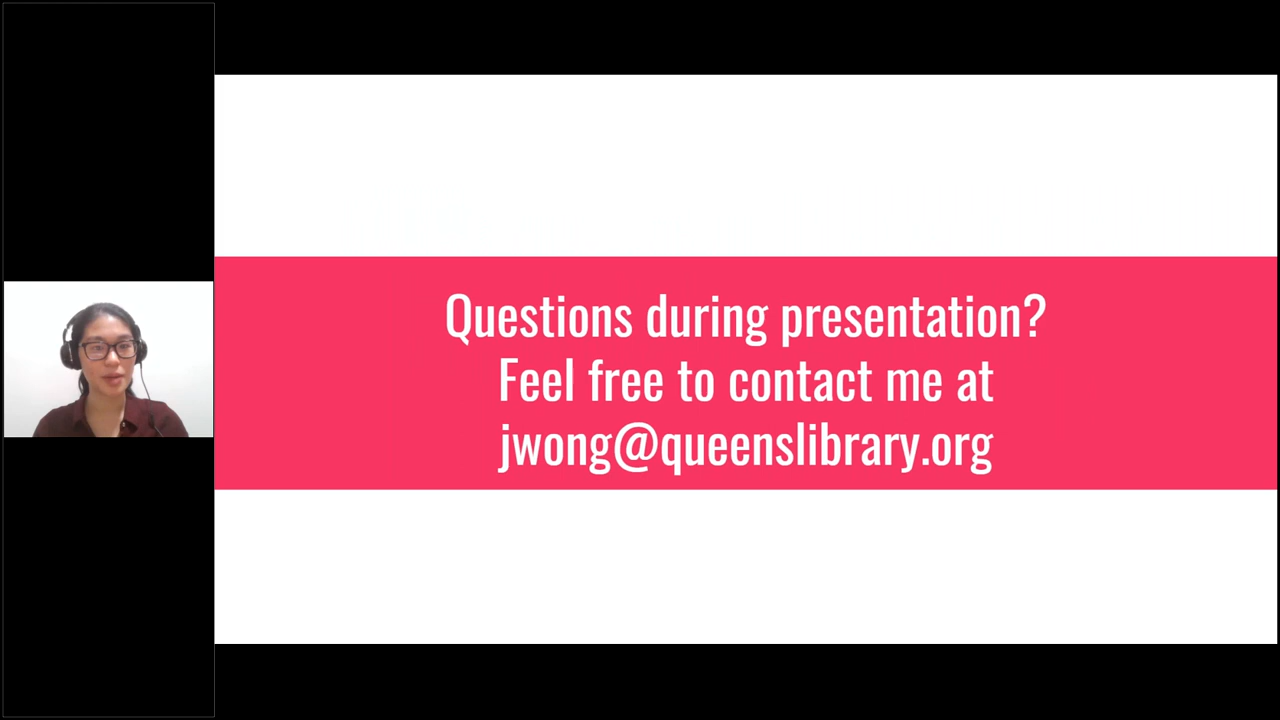 Questions during presentation?
Feel free to contact me at
jwong@queenslibrary.org